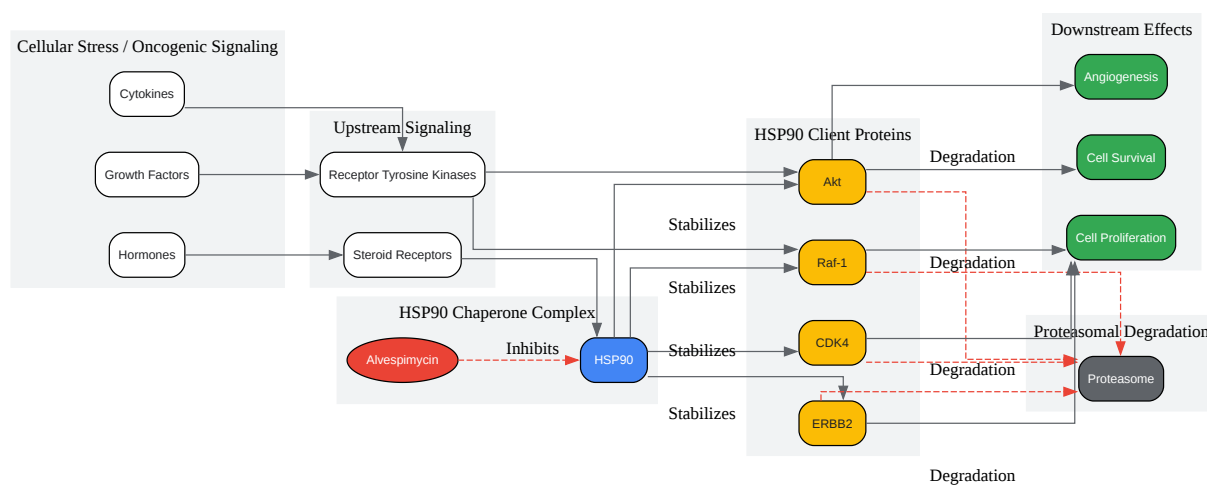 Cellular Stress / Oncogenic Signaling
Cytokines
Growth Factors
Hormones
Upstream Signaling
Receptor Tyrosine Kinases
Steroid Receptors
HSP90 Chaperone Complex
Alvespimycin
Inhibits
HSP90
Stabilizes
Stabilizes
Stabilizes
Stabilizes
HSP90 Client Proteins
Akt
Raf-1
CDK4
ERBB2
Degradation
Degradation
Degradation
Degradation
Downstream Effects
Angiogenesis
Cell Survival
Cell Proliferation
Proteasomal Degradation
Proteasome